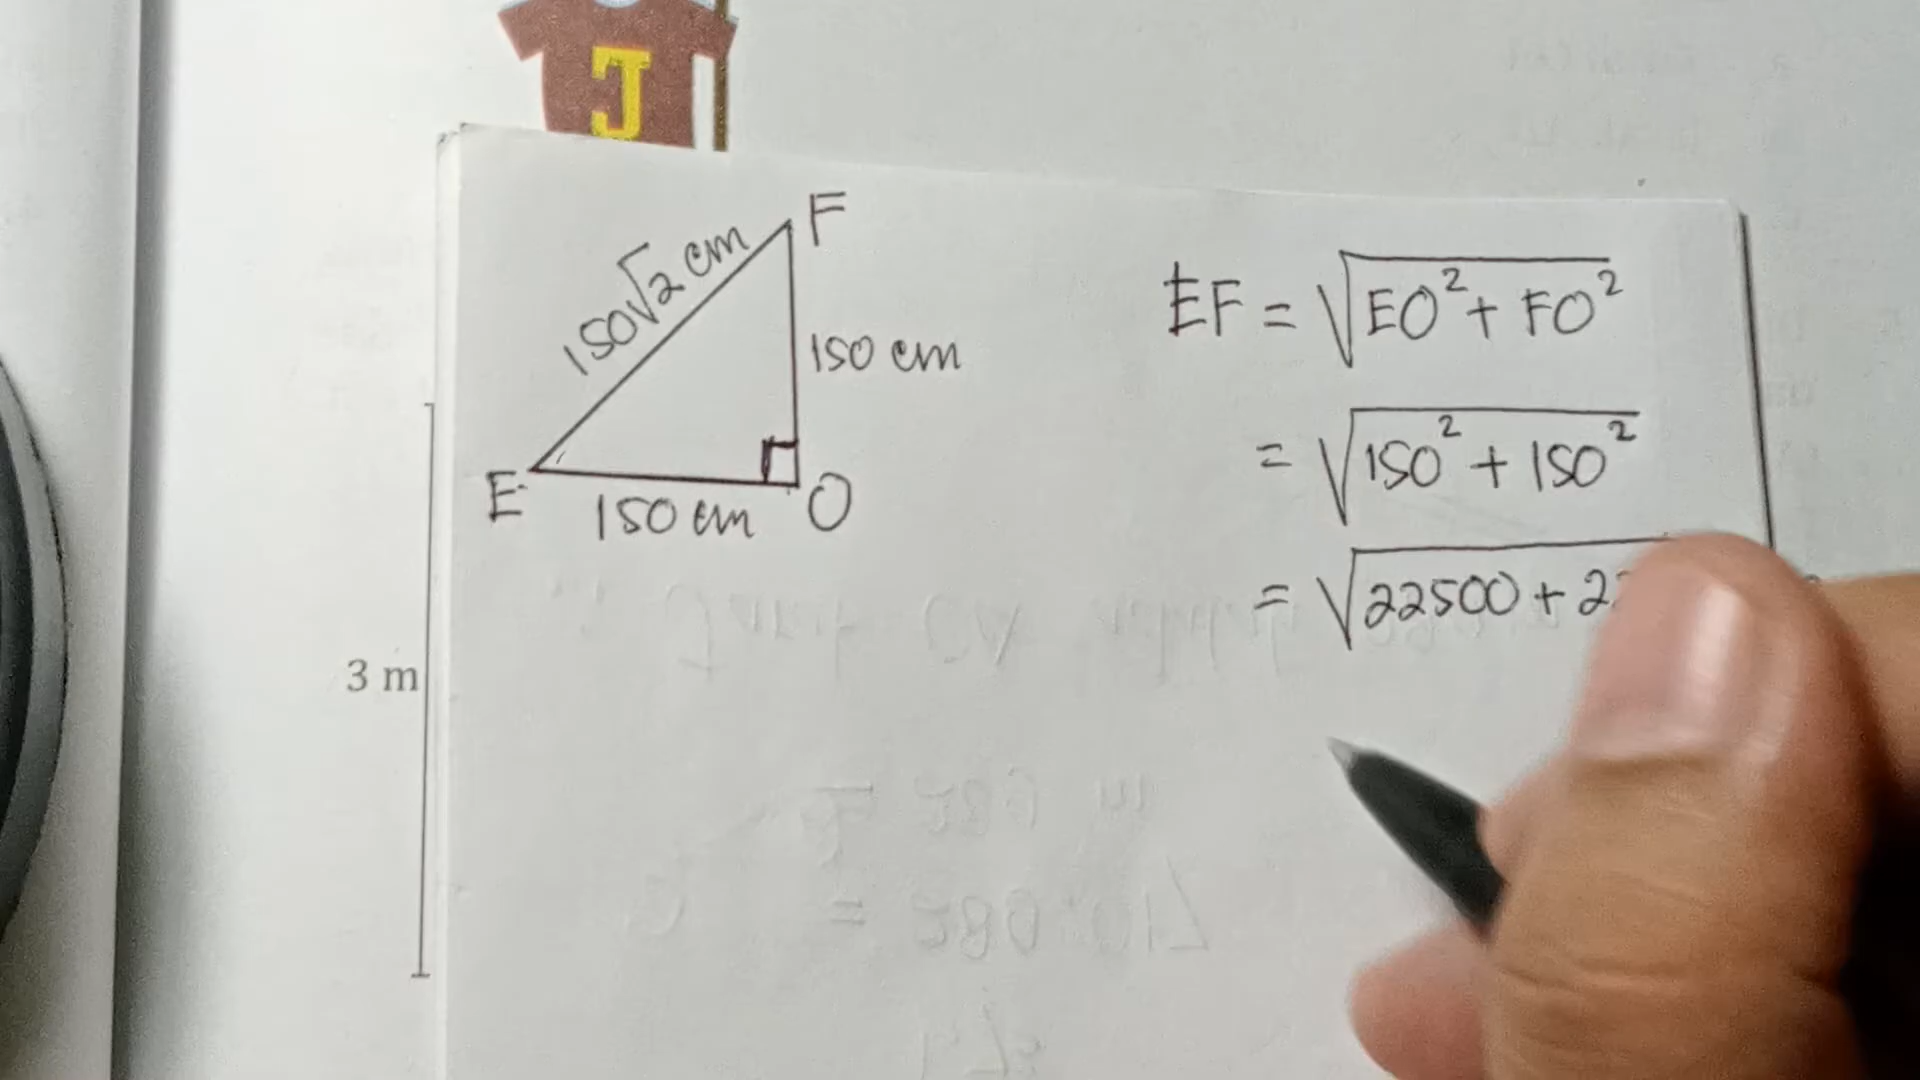 J
F
150√2 cm
150 cm
E
150 cm
O
EF = √EO² + FO²
= √150² + 150²
= √22500 + 2
3 m